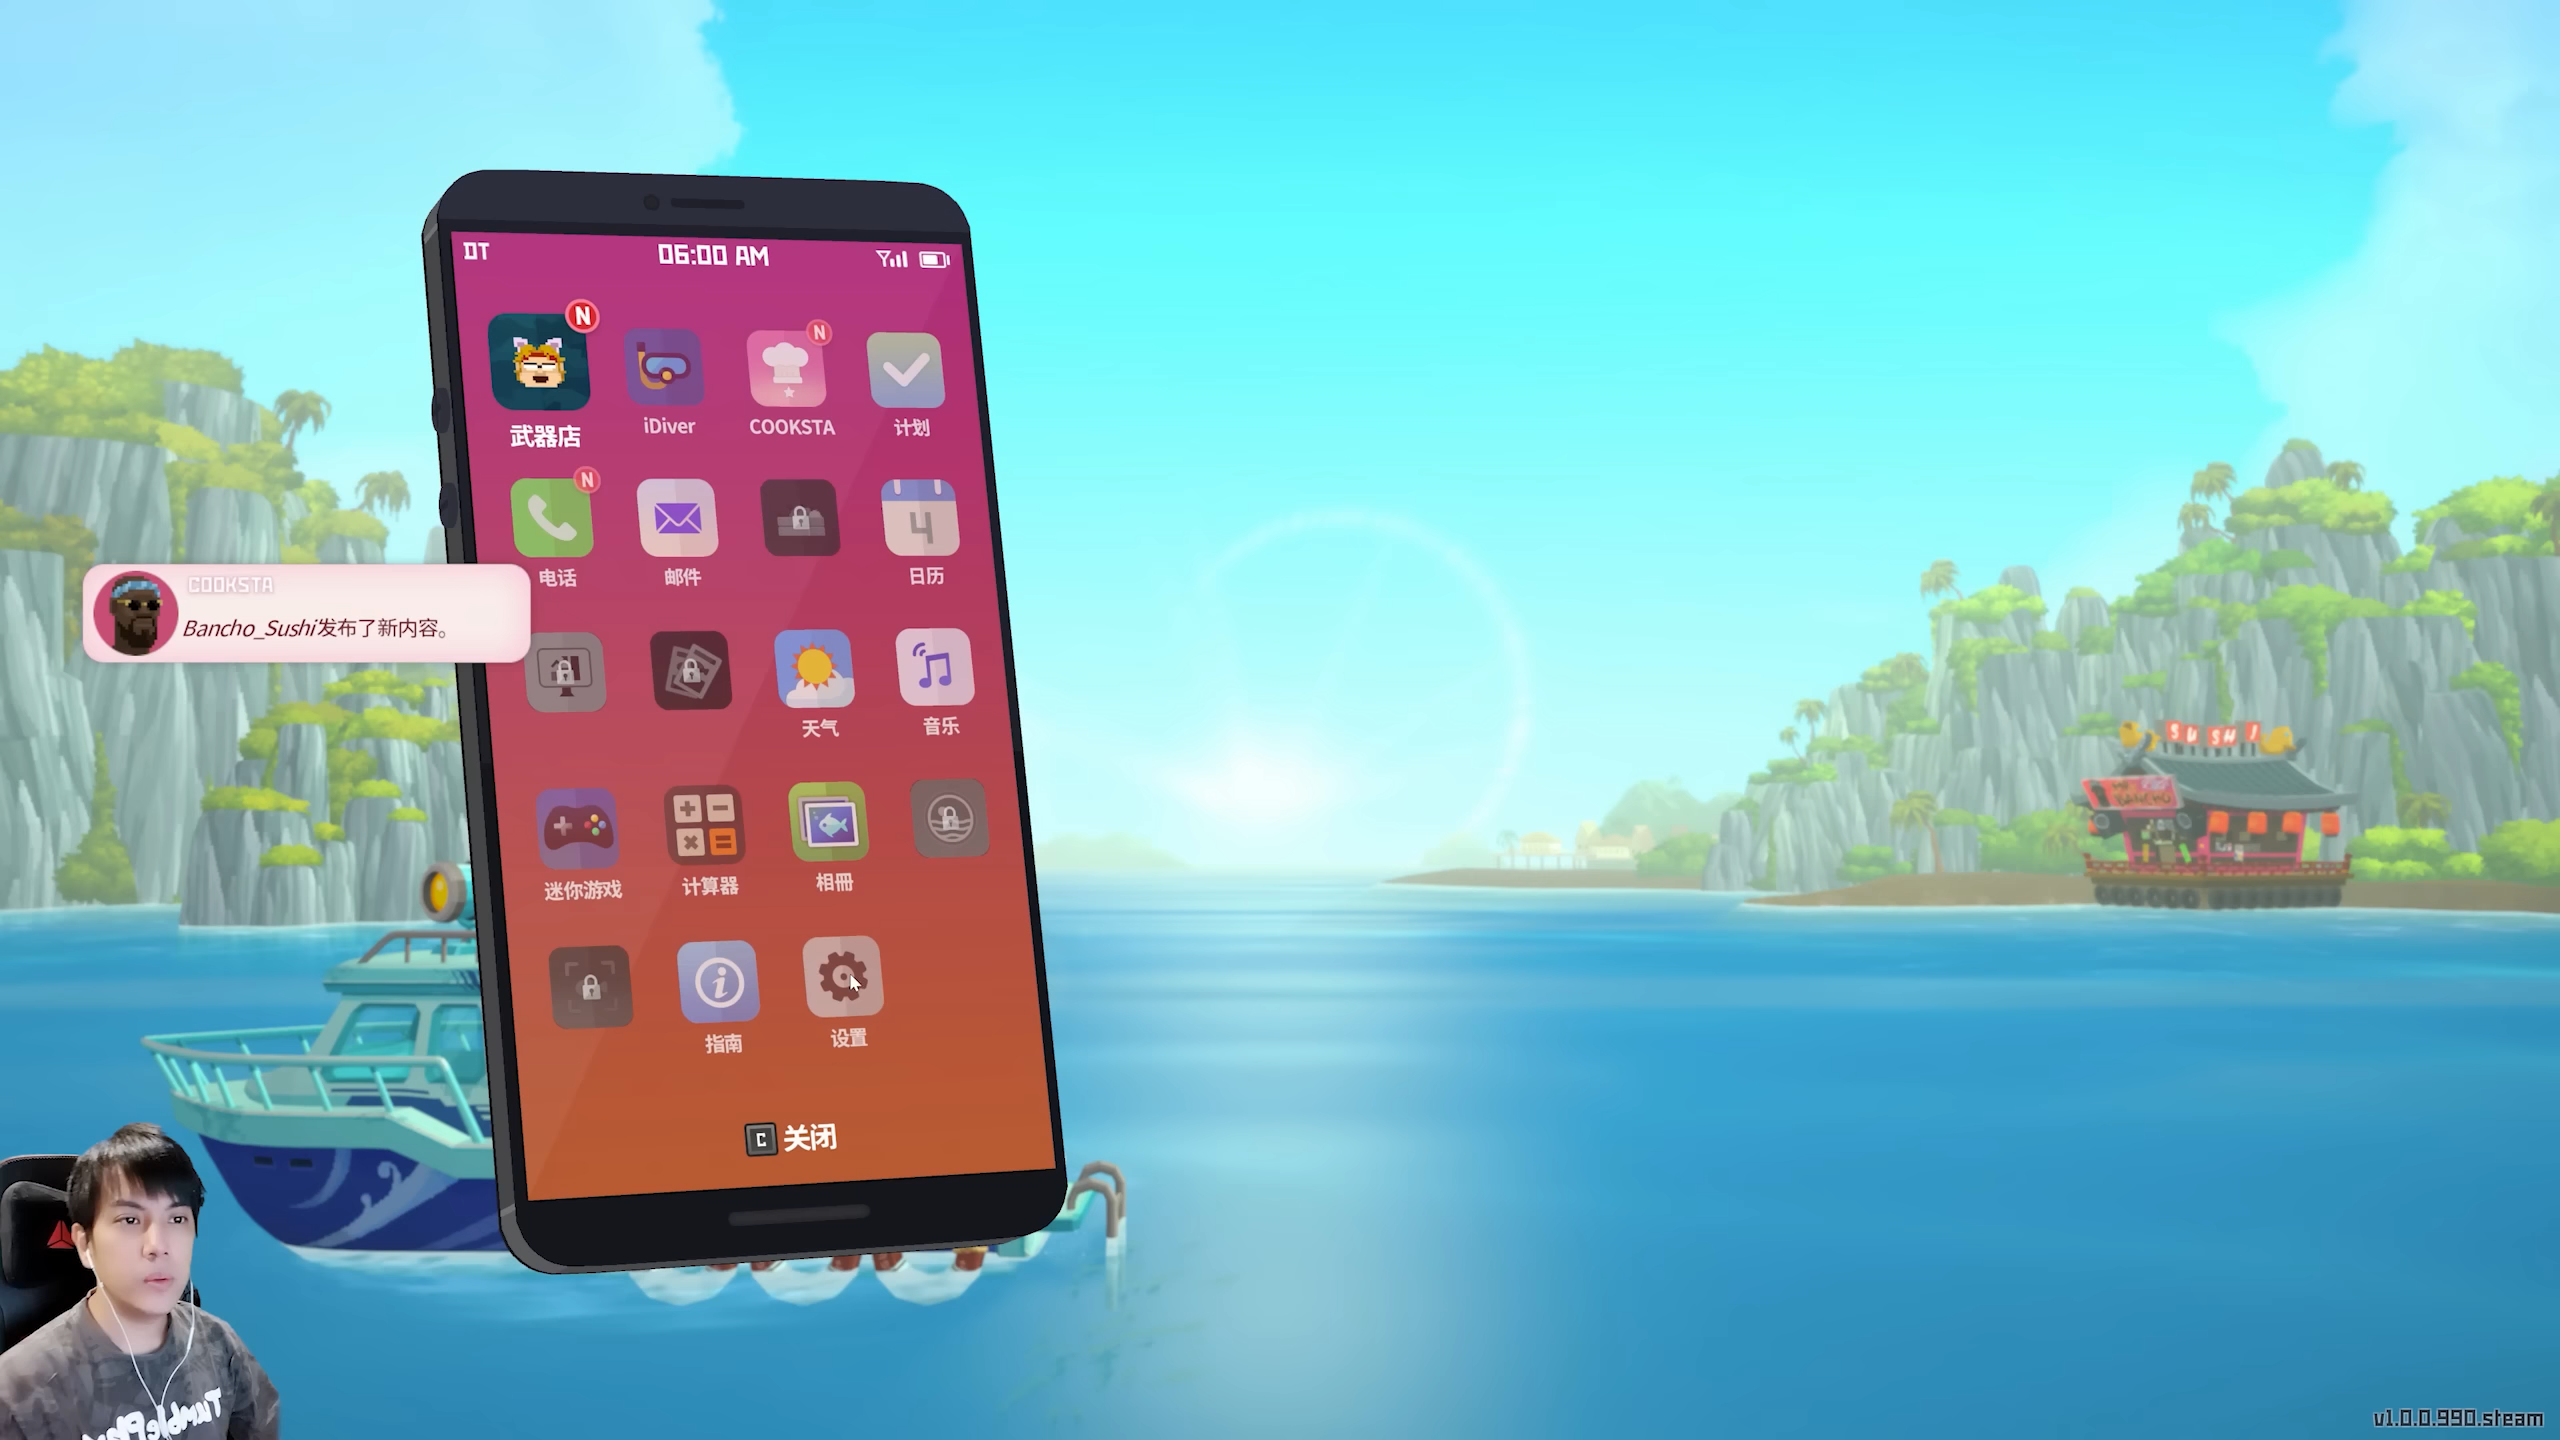 DT
06:00 AM
N
武器店
iDiver
N
COOKSTA
计划
N
电话
邮件
4
日历
COOKSTA
Bancho_Sushi发布了新内容。
天气
音乐
迷你游戏
计算器
相冊
指南
设置
C 关闭
SUSHI
BANCHO
v1.0.0.990.steam